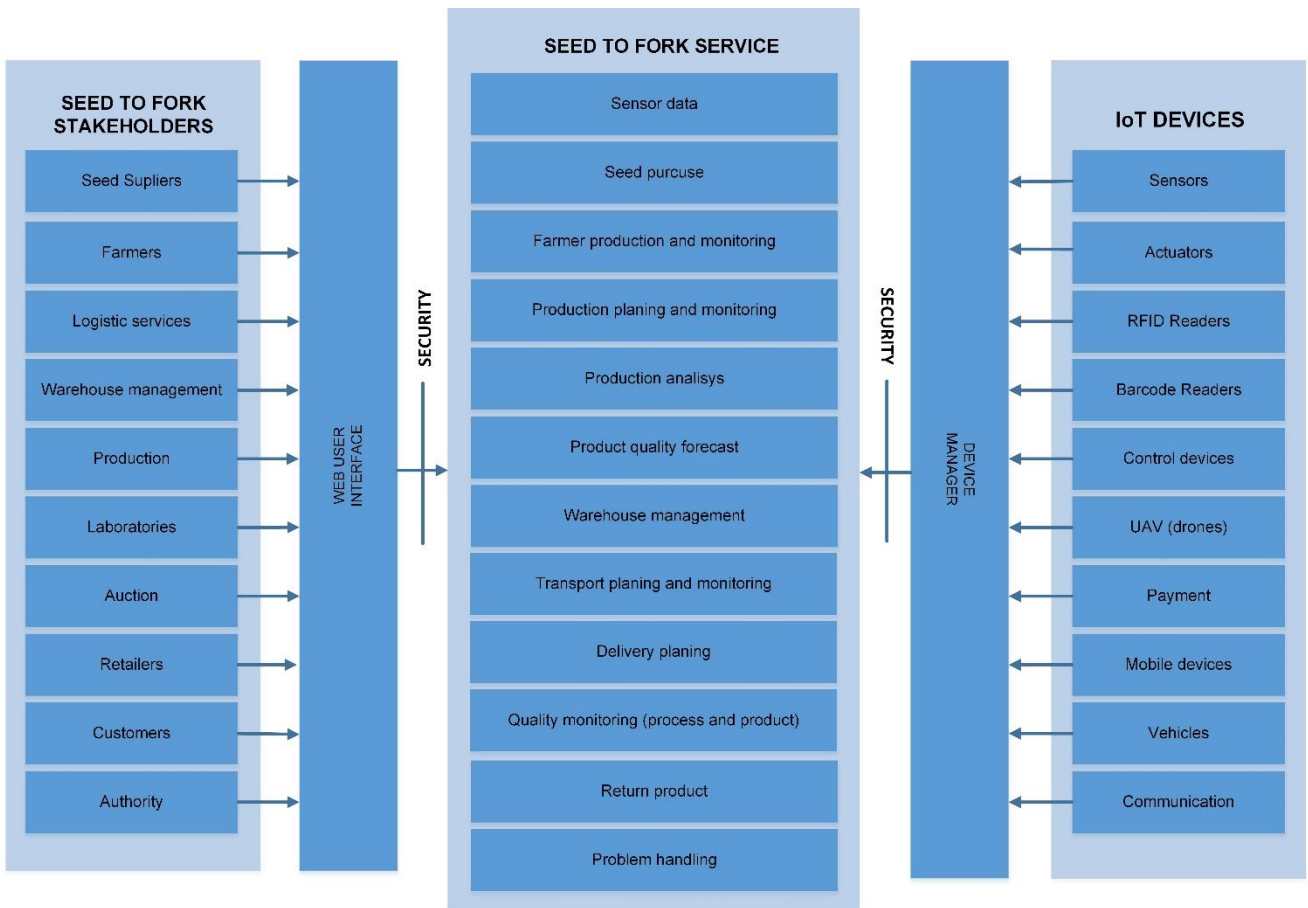 SEED TO FORK
STAKEHOLDERS
Seed Supliers
Farmers
Logistic services
Warehouse management
Production
Laboratories
Auction
Retailers
Customers
Authority
WEB USER
INTERFACE
SECURITY
SEED TO FORK SERVICE
Sensor data
Seed purcuse
Farmer production and monitoring
Production planing and monitoring
Production analisys
Product quality forecast
Warehouse management
Transport planing and monitoring
Delivery planing
Quality monitoring (process and product)
Return product
Problem handling
SECURITY
DEVICE
MANAGER
IoT DEVICES
Sensors
Actuators
RFID Readers
Barcode Readers
Control devices
UAV (drones)
Payment
Mobile devices
Vehicles
Communication